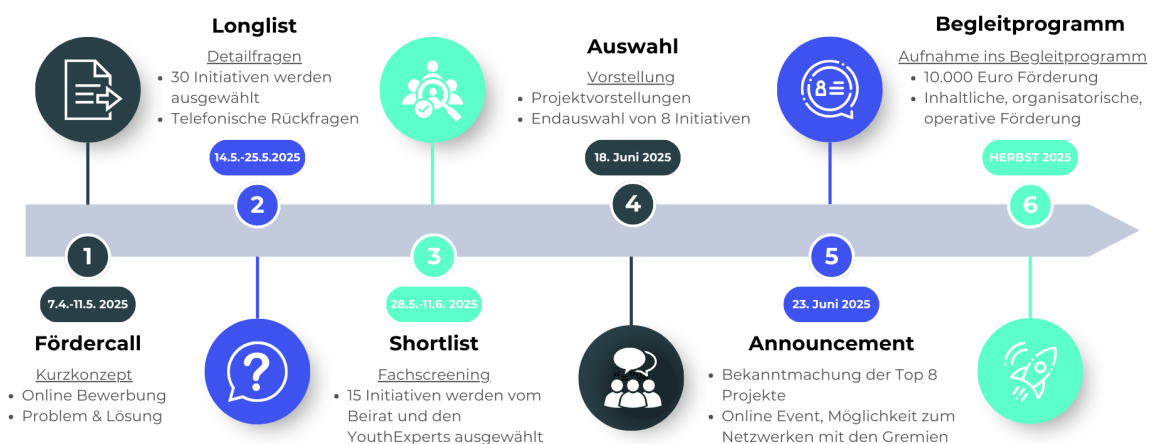 Longlist
Detailfragen
• 30 Initiativen werden
ausgewählt
• Telefonische Rückfragen
14.5.-25.5.2025
2
Auswahl
Vorstellung
• Projektvorstellungen
• Endauswahl von 8 Initiativen
18. Juni 2025
4
Begleitprogramm
Aufnahme ins Begleitprogramm
• 10.000 Euro Förderung
• Inhaltliche, organisatorische,
operative Förderung
HERBST 2025
6
1
7.4.-11.5. 2025
Fördercall
Kurzkonzept
• Online Bewerbung
• Problem & Lösung
?
3
28.5.-11.6. 2025
Shortlist
Fachscreening
• 15 Initiativen werden vom
Beirat und den
YouthExperts ausgewählt
5
23. Juni 2025
Announcement
• Bekanntmachung der Top 8
Projekte
• Online Event, Möglichkeit zum
Netzwerken mit den Gremien